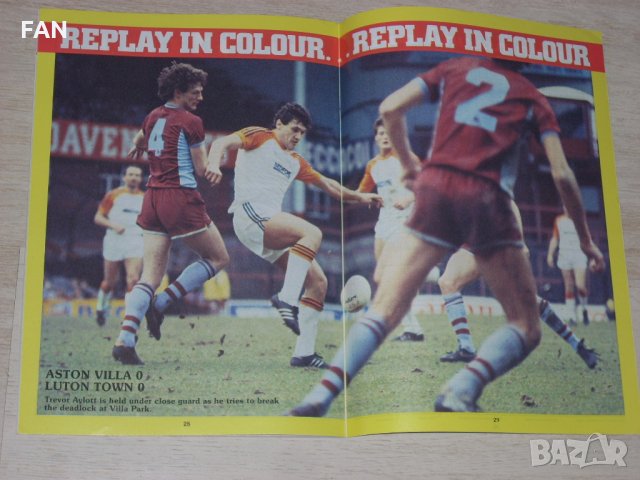 FAN
REPLAY IN COLOUR.
REPLAY IN COLOUR
DAVEN
4
2
ASTON VILLA 0
LUTON TOWN 0
Trevor Aylott is held under close guard as he tries to break
the deadlock at Villa Park.
28
29
BAZAR